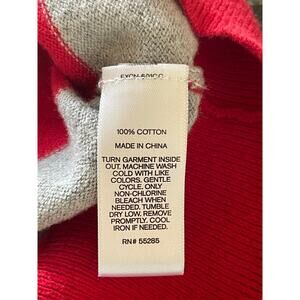 100% COTTON
MADE IN CHINA
TURN GARMENT INSIDE
OUT. MACHINE WASH
COLD WITH LIKE
COLORS. GENTLE
CYCLE. ONLY
NON-CHLORINE
BLEACH WHEN
NEEDED. TUMBLE
DRY LOW. REMOVE
PROMPTLY. COOL
IRON IF NEEDED.
RN# 55285